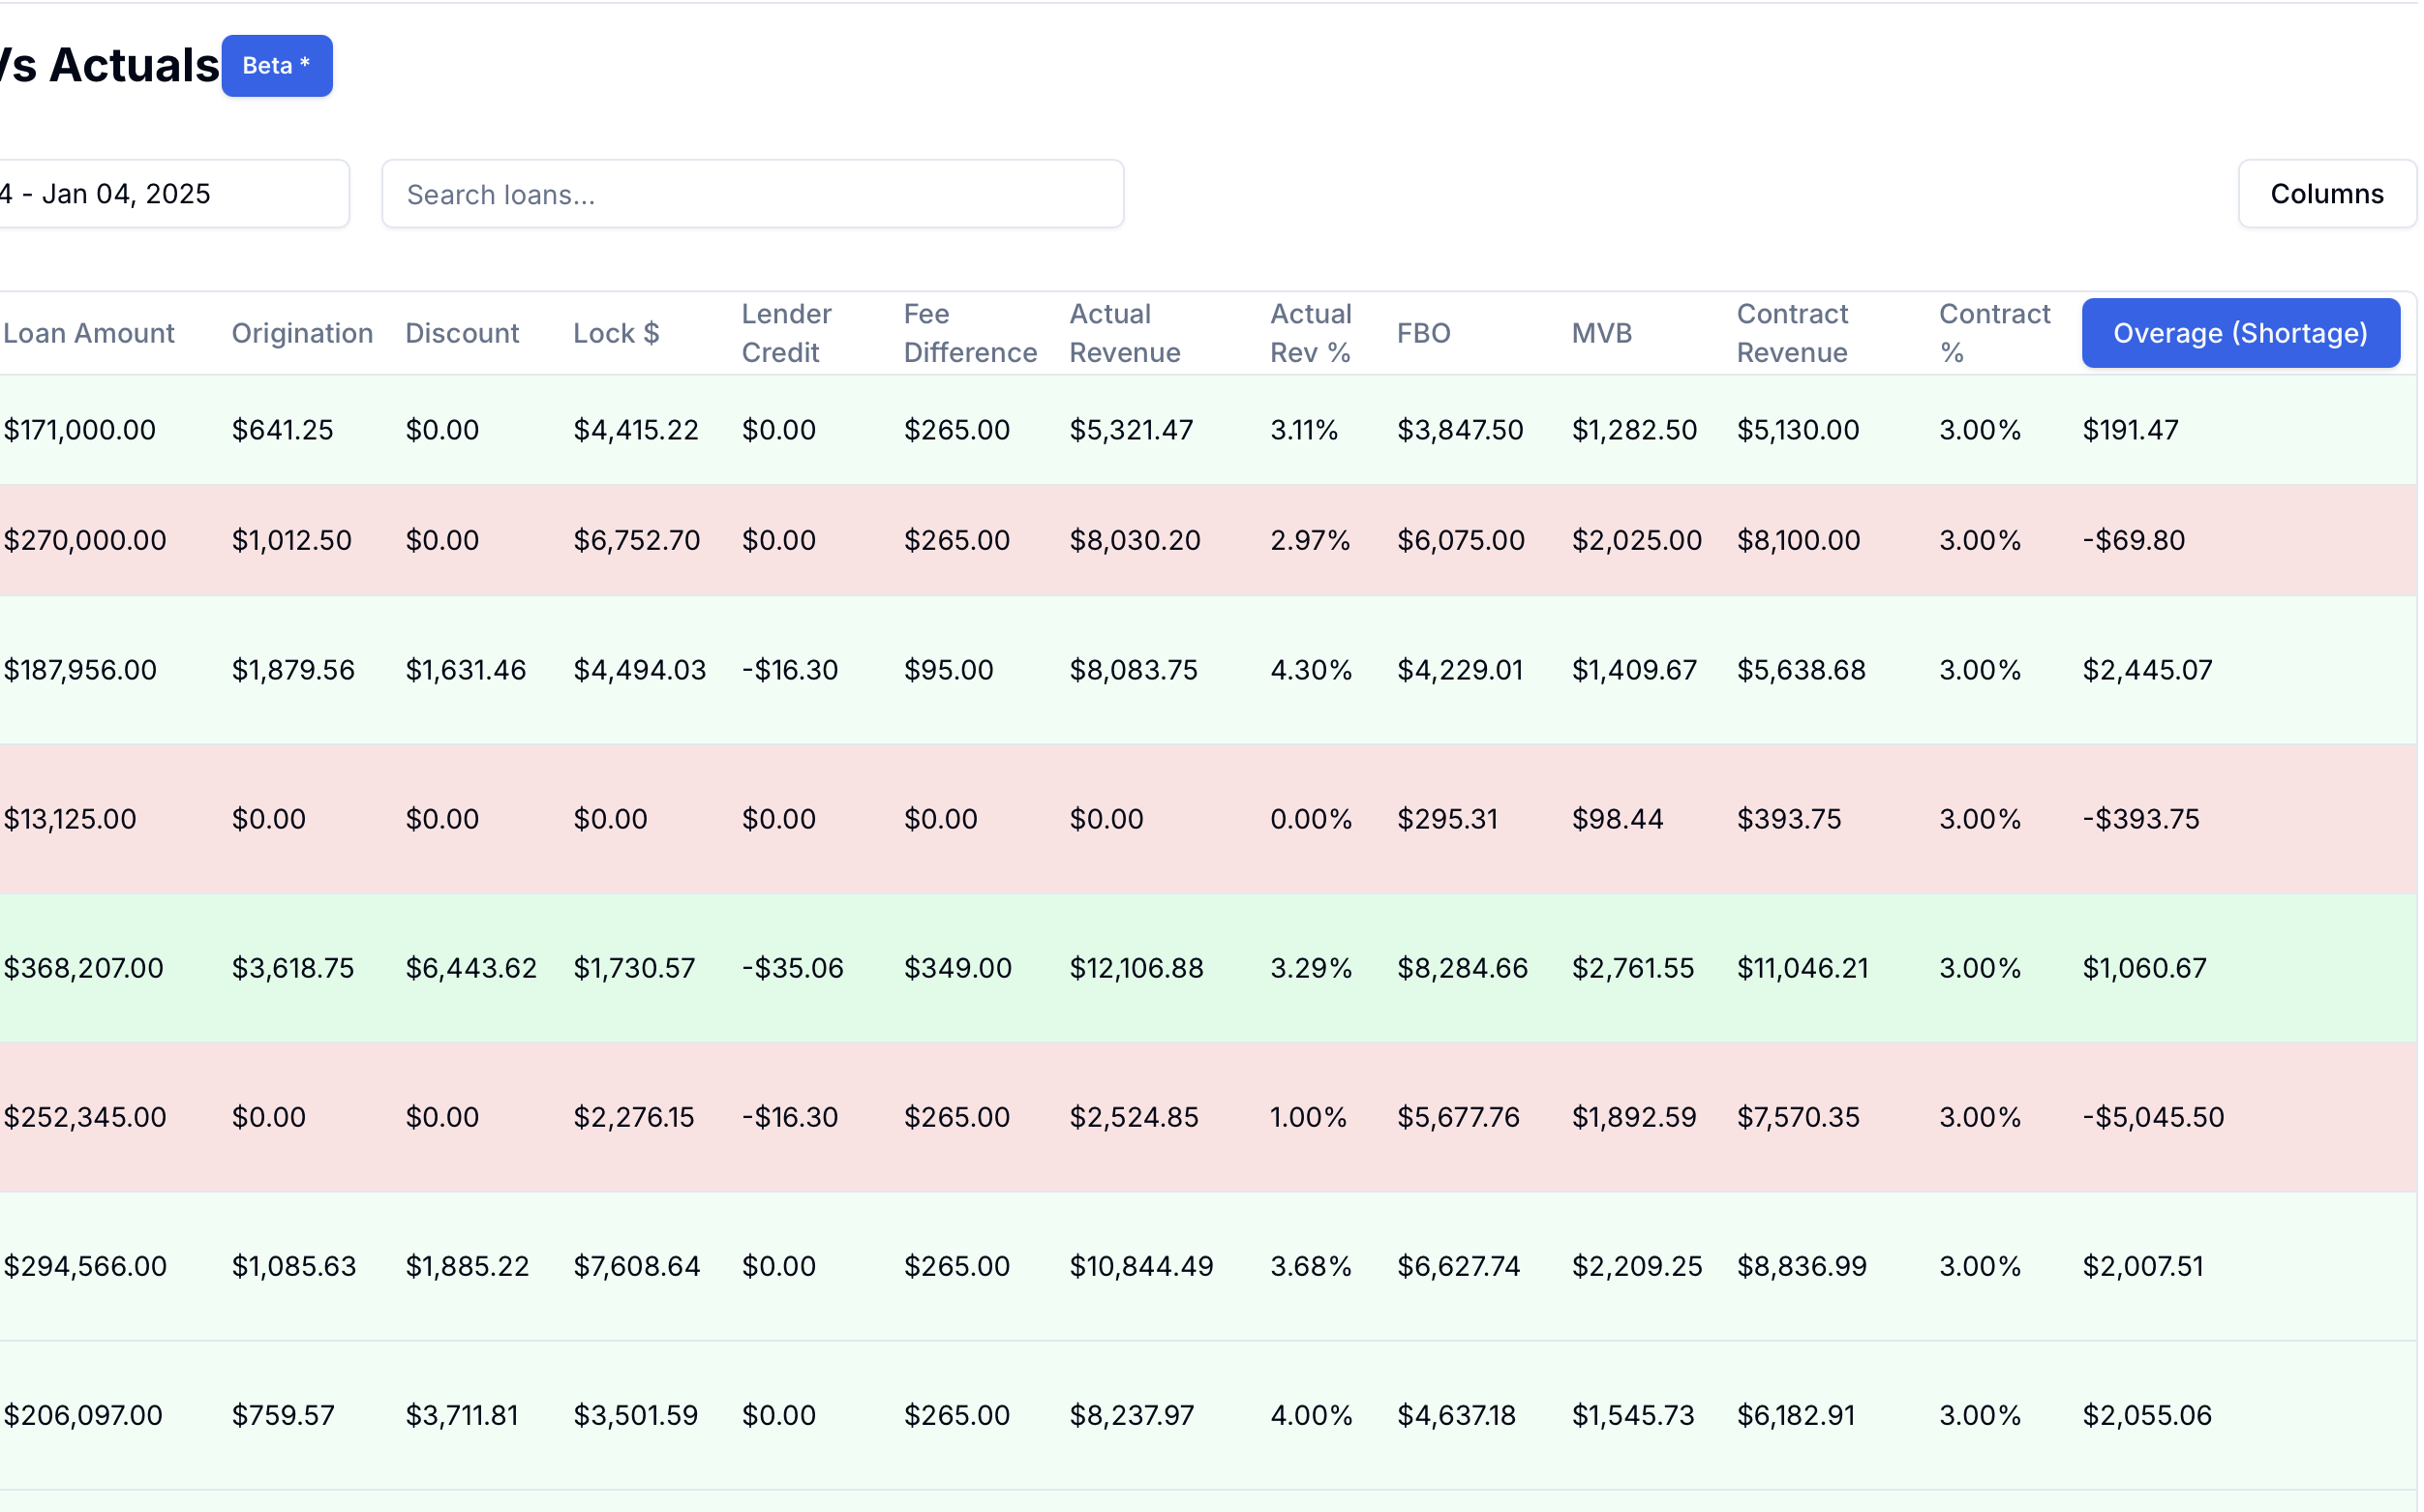 Vs Actuals Beta *
4 - Jan 04, 2025 Search loans... Columns
Loan Amount Origination Discount Lock $ Lender Credit Fee Difference Actual Revenue Actual Rev % FBO MVB Contract Revenue Contract % Overage (Shortage)
$171,000.00 $641.25 $0.00 $4,415.22 $0.00 $265.00 $5,321.47 3.11% $3,847.50 $1,282.50 $5,130.00 3.00% $191.47
$270,000.00 $1,012.50 $0.00 $6,752.70 $0.00 $265.00 $8,030.20 2.97% $6,075.00 $2,025.00 $8,100.00 3.00% -$69.80
$187,956.00 $1,879.56 $1,631.46 $4,494.03 -$16.30 $95.00 $8,083.75 4.30% $4,229.01 $1,409.67 $5,638.68 3.00% $2,445.07
$13,125.00 $0.00 $0.00 $0.00 $0.00 $0.00 $0.00 0.00% $295.31 $98.44 $393.75 3.00% -$393.75
$368,207.00 $3,618.75 $6,443.62 $1,730.57 -$35.06 $349.00 $12,106.88 3.29% $8,284.66 $2,761.55 $11,046.21 3.00% $1,060.67
$252,345.00 $0.00 $0.00 $2,276.15 -$16.30 $265.00 $2,524.85 1.00% $5,677.76 $1,892.59 $7,570.35 3.00% -$5,045.50
$294,566.00 $1,085.63 $1,885.22 $7,608.64 $0.00 $265.00 $10,844.49 3.68% $6,627.74 $2,209.25 $8,836.99 3.00% $2,007.51
$206,097.00 $759.57 $3,711.81 $3,501.59 $0.00 $265.00 $8,237.97 4.00% $4,637.18 $1,545.73 $6,182.91 3.00% $2,055.06